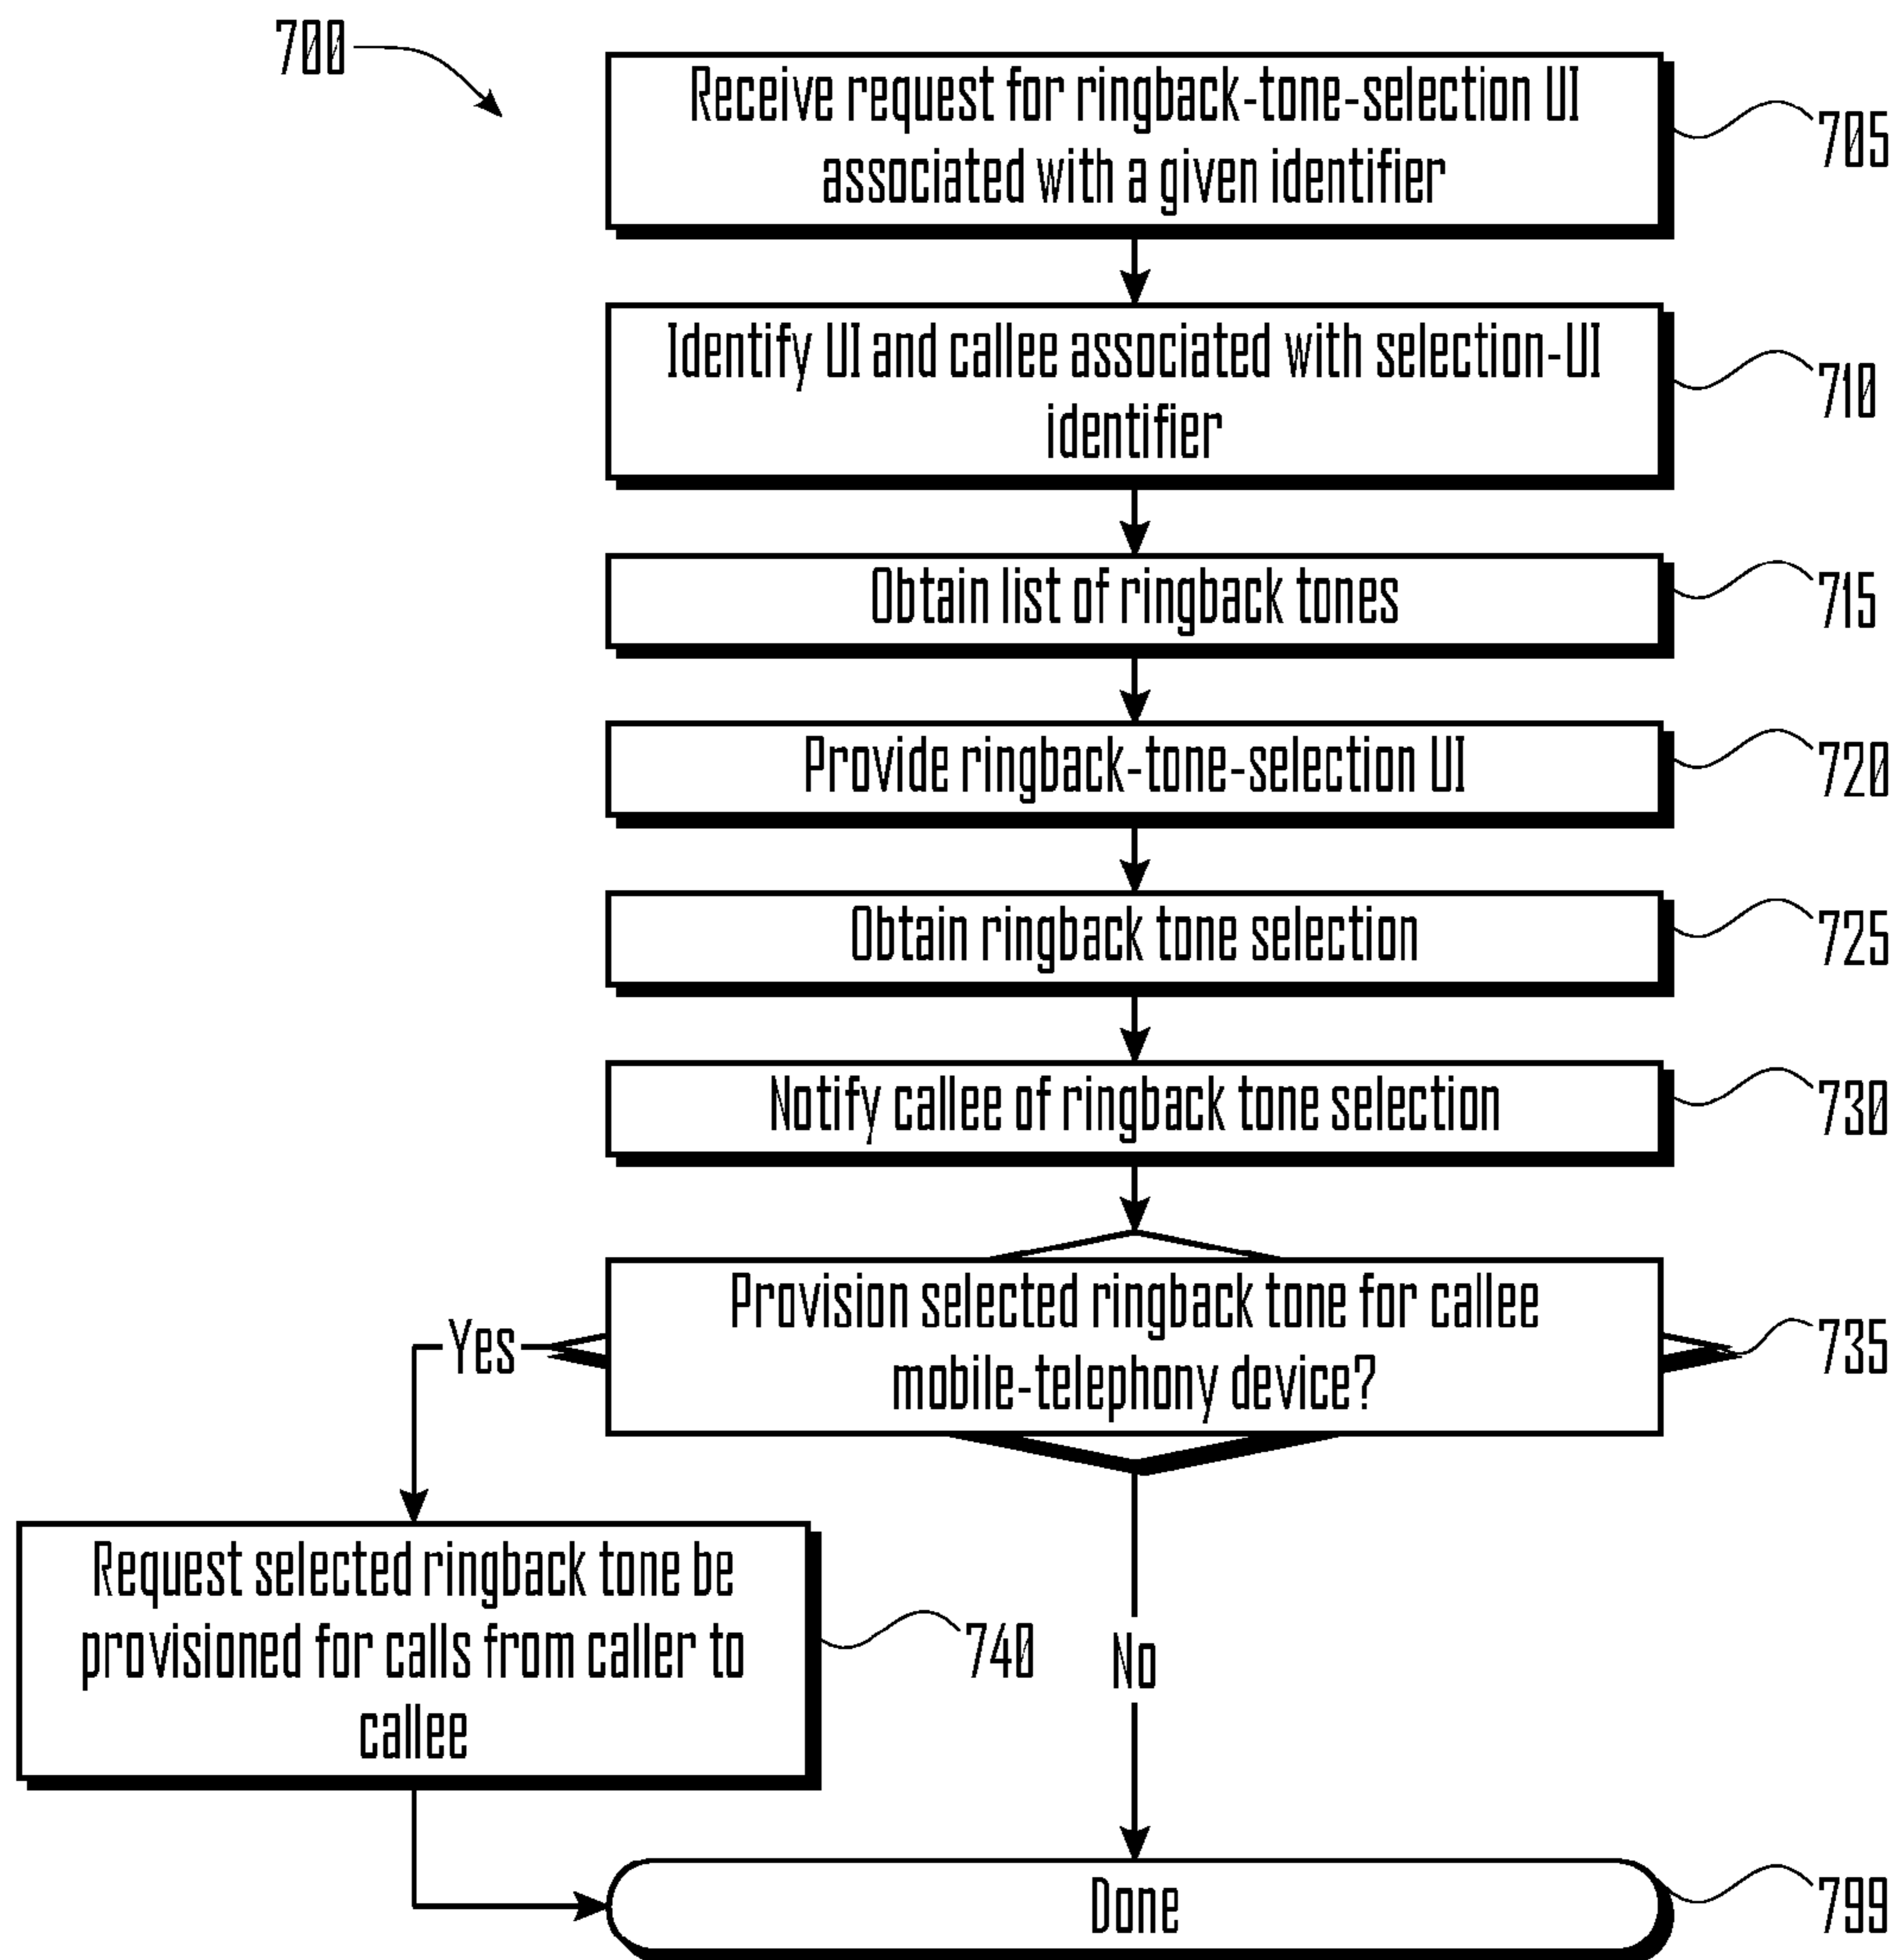 700
Receive request for ringback-tone-selection UI
associated with a given identifier
705
Identify UI and callee associated with selection-UI
identifier
710
Obtain list of ringback tones
715
Provide ringback-tone-selection UI
720
Obtain ringback tone selection
725
Notify callee of ringback tone selection
730
Provision selected ringback tone for callee
mobile-telephony device?
735
Yes
Request selected ringback tone be
provisioned for calls from caller to
callee
740
No
Done
799